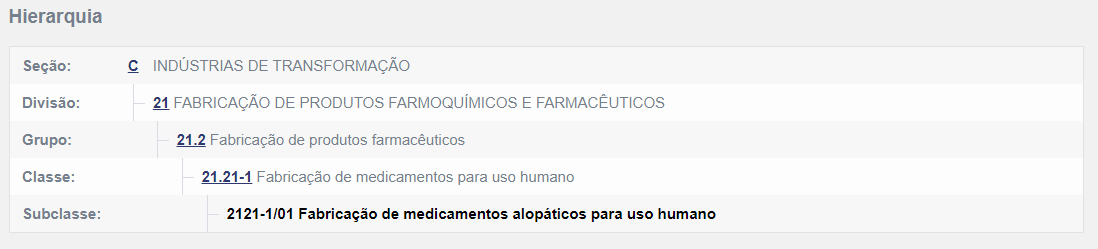 Hierarquia
Seção: C INDÚSTRIAS DE TRANSFORMAÇÃO
Divisão: 21 FABRICAÇÃO DE PRODUTOS FARMOQUÍMICOS E FARMACÊUTICOS
Grupo: 21.2 Fabricação de produtos farmacêuticos
Classe: 21.21-1 Fabricação de medicamentos para uso humano
Subclasse: 2121-1/01 Fabricação de medicamentos alopáticos para uso humano